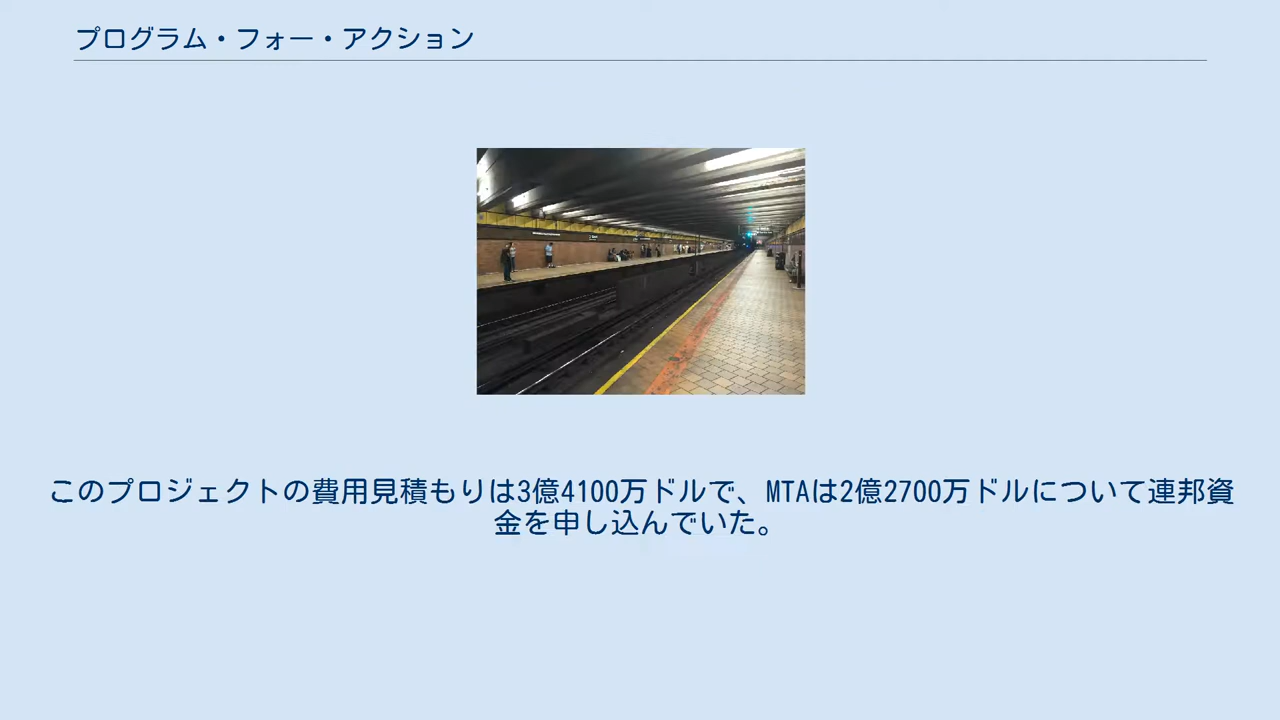 プログラム・フォー・アクション
このプロジェクトの費用見積もりは3億4100万ドルで、MTAは2億2700万ドルについて連邦資
金を申し込んでいた。